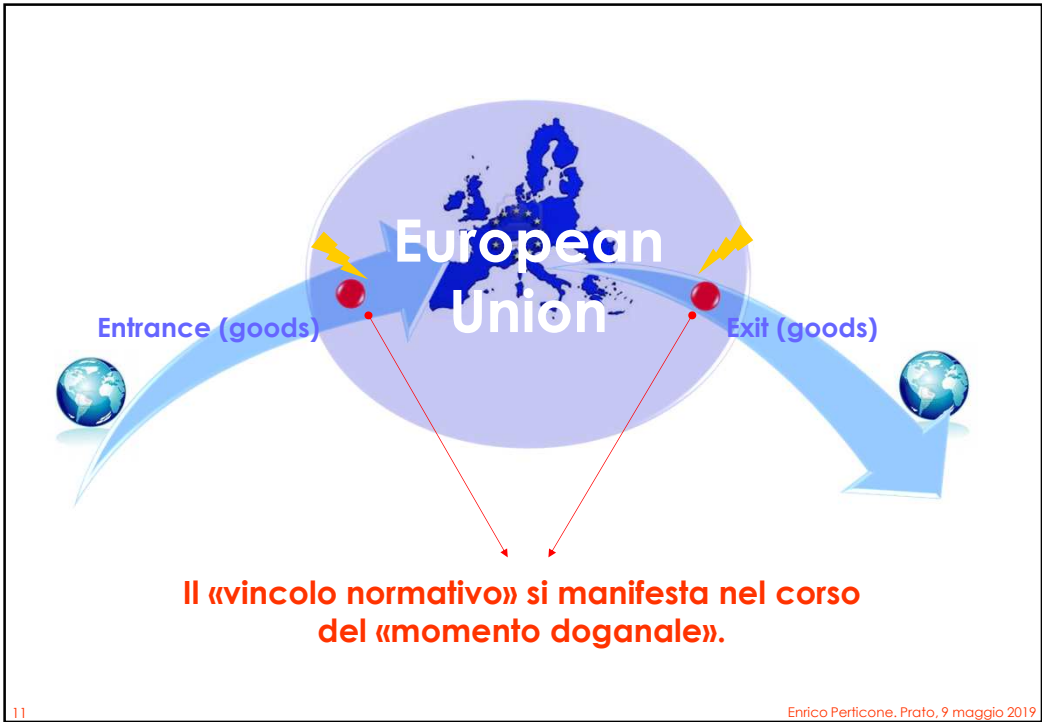 European
Union
Entrance (goods)
Exit (goods)
Il «vincolo normativo» si manifesta nel corso
del «momento doganale».
11
Enrico Perticone. Prato, 9 maggio 2019